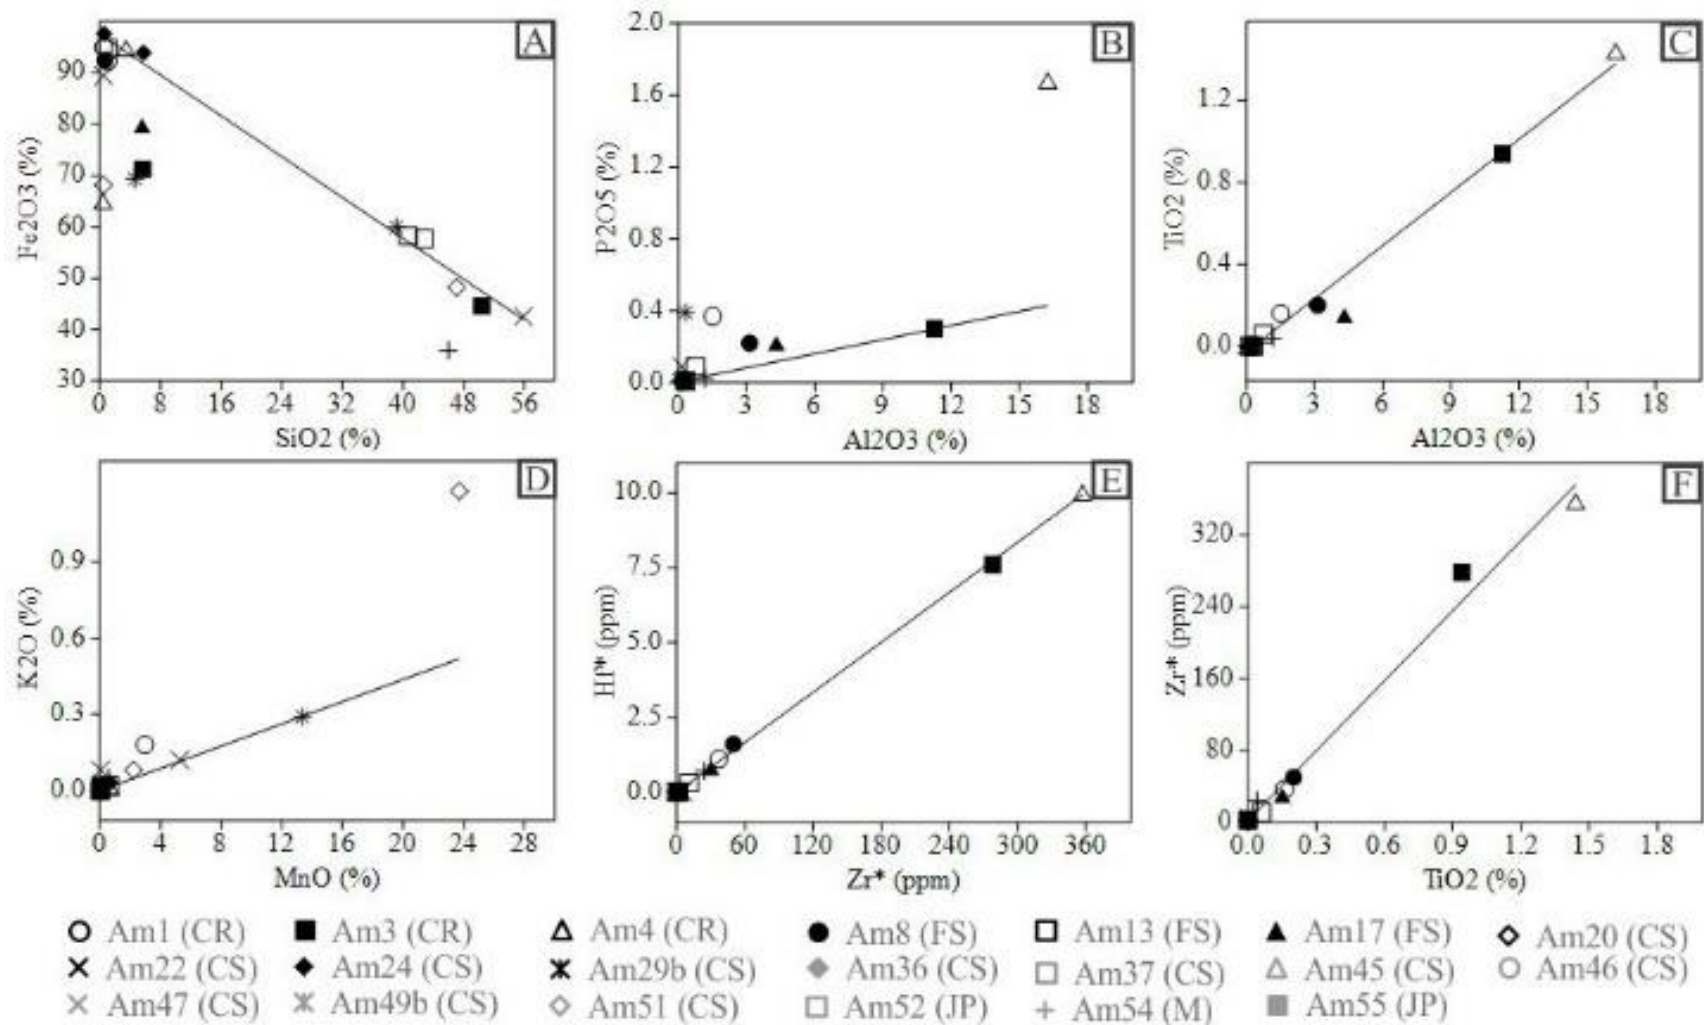 A
Fe2O3 (%)
90
80
70
60
50
40
30
0 8 16 24 32 40 48 56
SiO2 (%)
B
P2O5 (%)
2.0
1.6
1.2
0.8
0.4
0.0
0 3 6 9 12 15 18
Al2O3 (%)
C
TiO2 (%)
1.2
0.8
0.4
0.0
0 3 6 9 12 15 18
Al2O3 (%)
D
K2O (%)
0.9
0.6
0.3
0.0
0 4 8 12 16 20 24 28
MnO (%)
E
Hf* (ppm)
10.0
7.5
5.0
2.5
0.0
0 60 120 180 240 300 360
Zr* (ppm)
F
Zr* (ppm)
320
240
160
80
0
0.0 0.3 0.6 0.9 1.2 1.5 1.8
TiO2 (%)
Am1 (CR) Am3 (CR) Am4 (CR) Am8 (FS) Am13 (FS) Am17 (FS) Am20 (CS)
Am22 (CS) Am24 (CS) Am29b (CS) Am36 (CS) Am37 (CS) Am45 (CS) Am46 (CS)
Am47 (CS) Am49b (CS) Am51 (CS) Am52 (JP) Am54 (M) Am55 (JP)